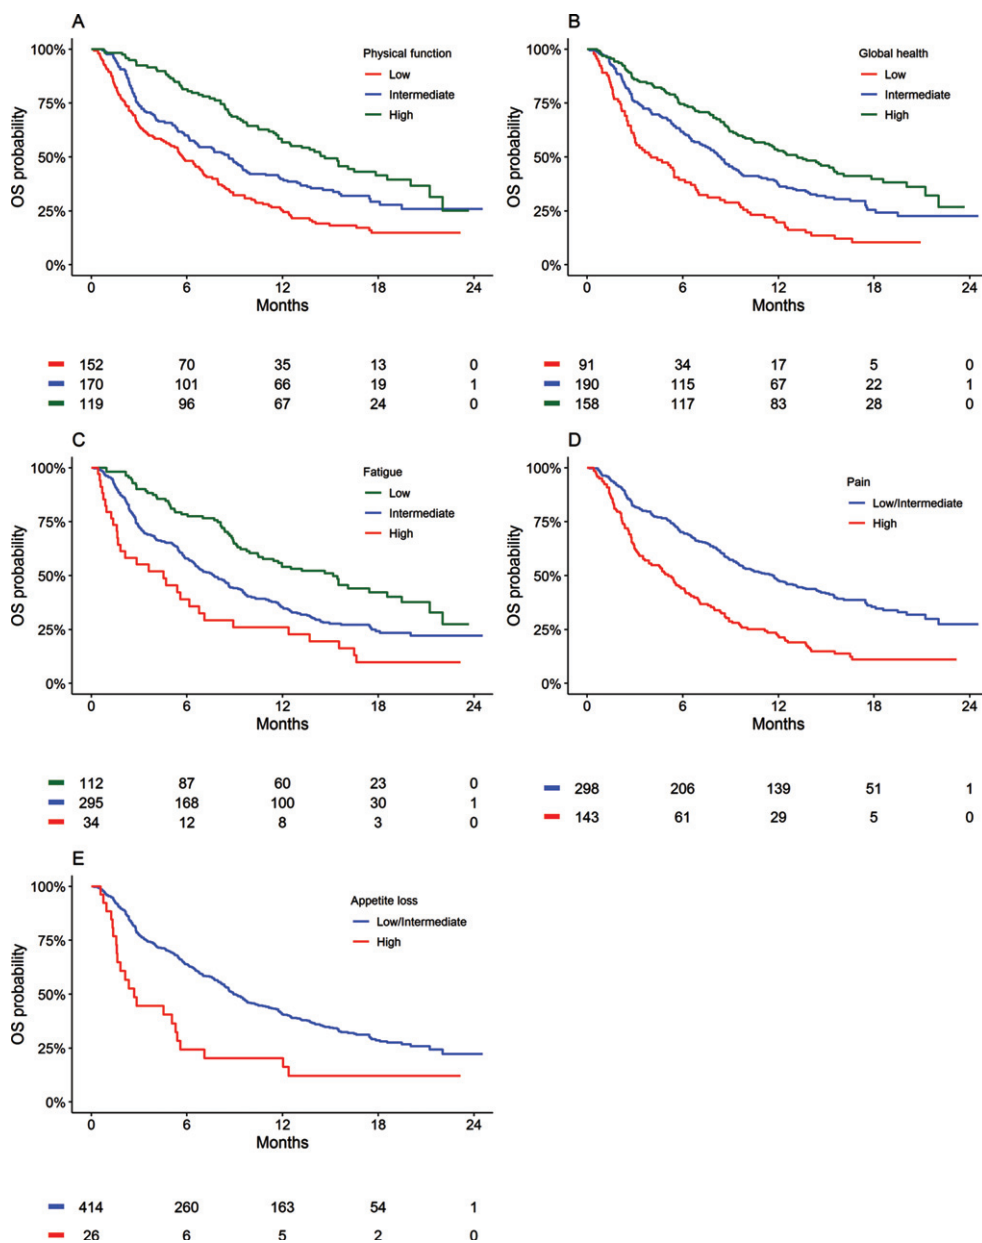 A
OS probability
100%
75%
50%
25%
0%
Physical function
Low
Intermediate
High
0 6 12 18 24
Months
152 70 35 13 0
170 101 66 19 1
119 96 67 24 0
B
OS probability
100%
75%
50%
25%
0%
Global health
Low
Intermediate
High
0 6 12 18 24
Months
91 34 17 5 0
190 115 67 22 1
158 117 83 28 0
C
OS probability
100%
75%
50%
25%
0%
Fatigue
Low
Intermediate
High
0 6 12 18 24
Months
112 87 60 23 0
295 168 100 30 1
34 12 8 3 0
D
OS probability
100%
75%
50%
25%
0%
Pain
Low/Intermediate
High
0 6 12 18 24
Months
298 206 139 51 1
143 61 29 5 0
E
OS probability
100%
75%
50%
25%
0%
Appetite loss
Low/Intermediate
High
0 6 12 18 24
Months
414 260 163 54 1
26 6 5 2 0